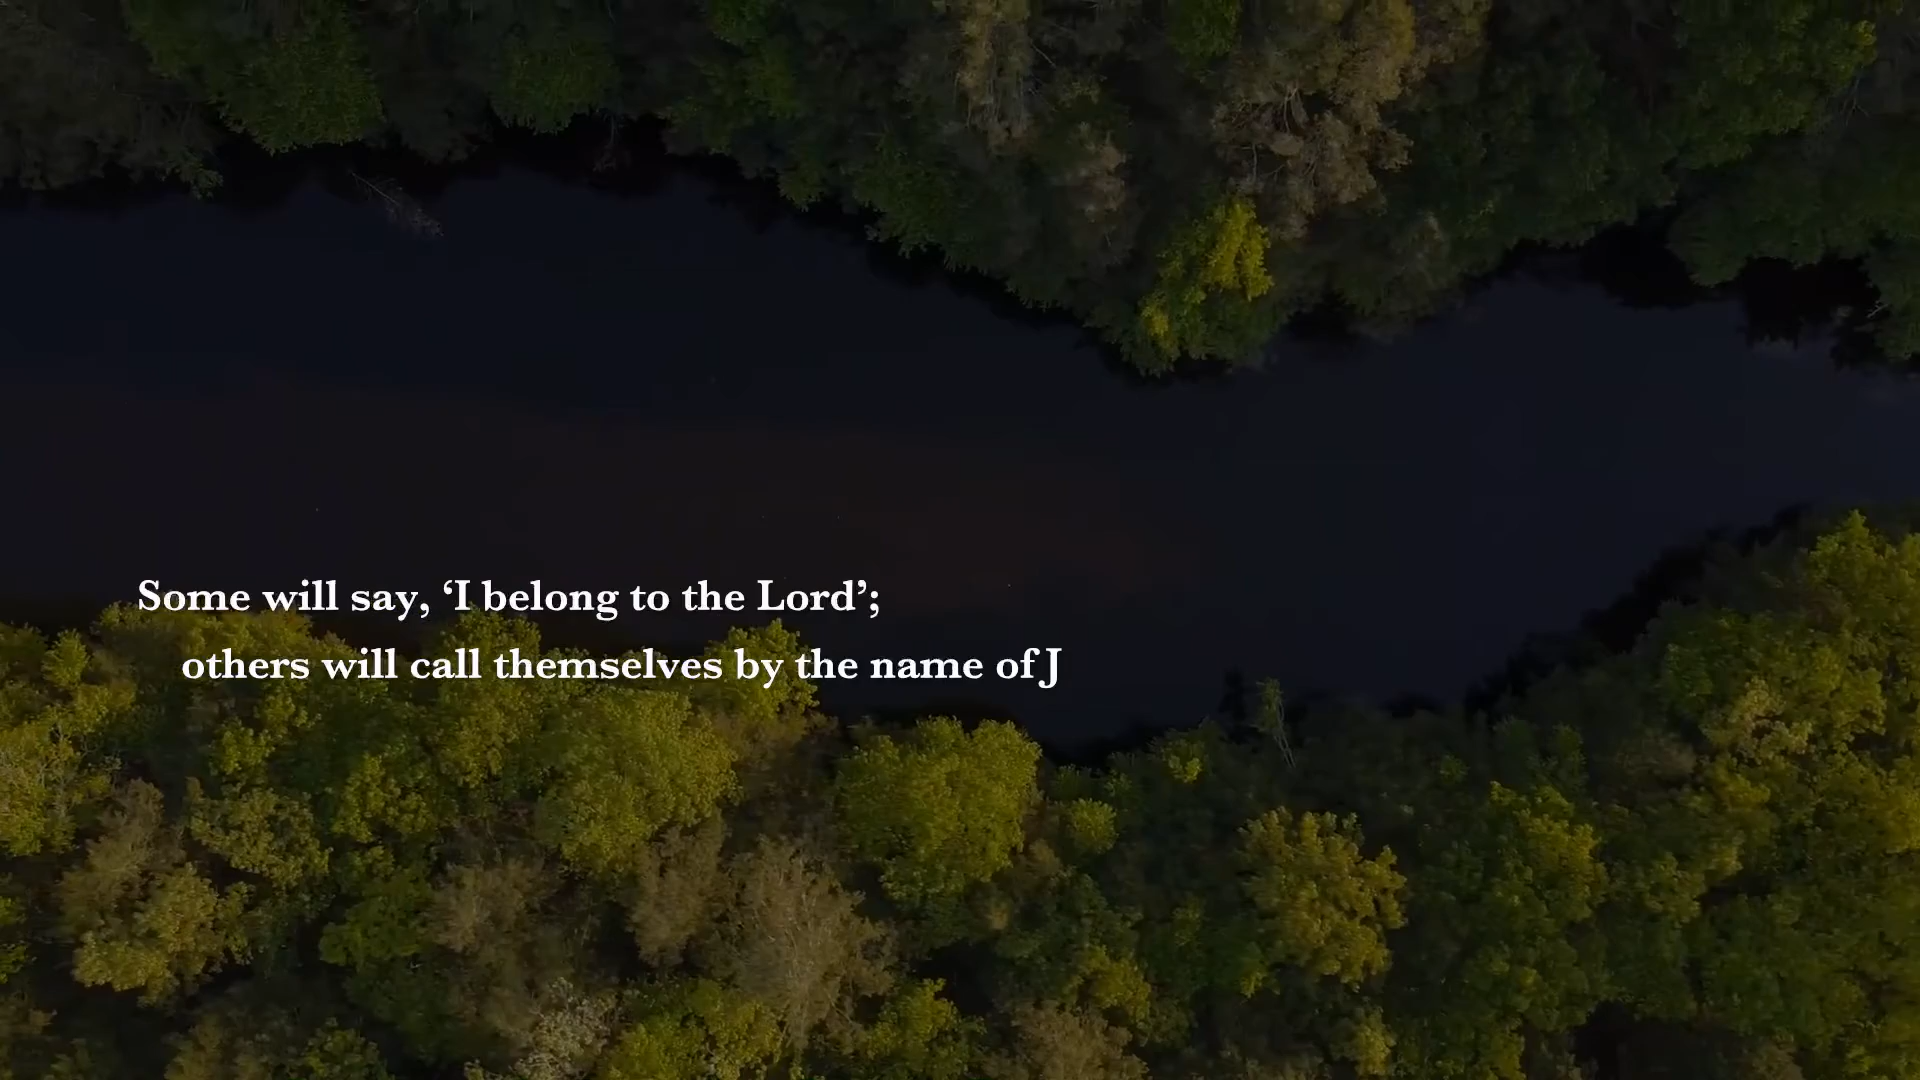 Some will say, ‘I belong to the Lord’;
others will call themselves by the name of J